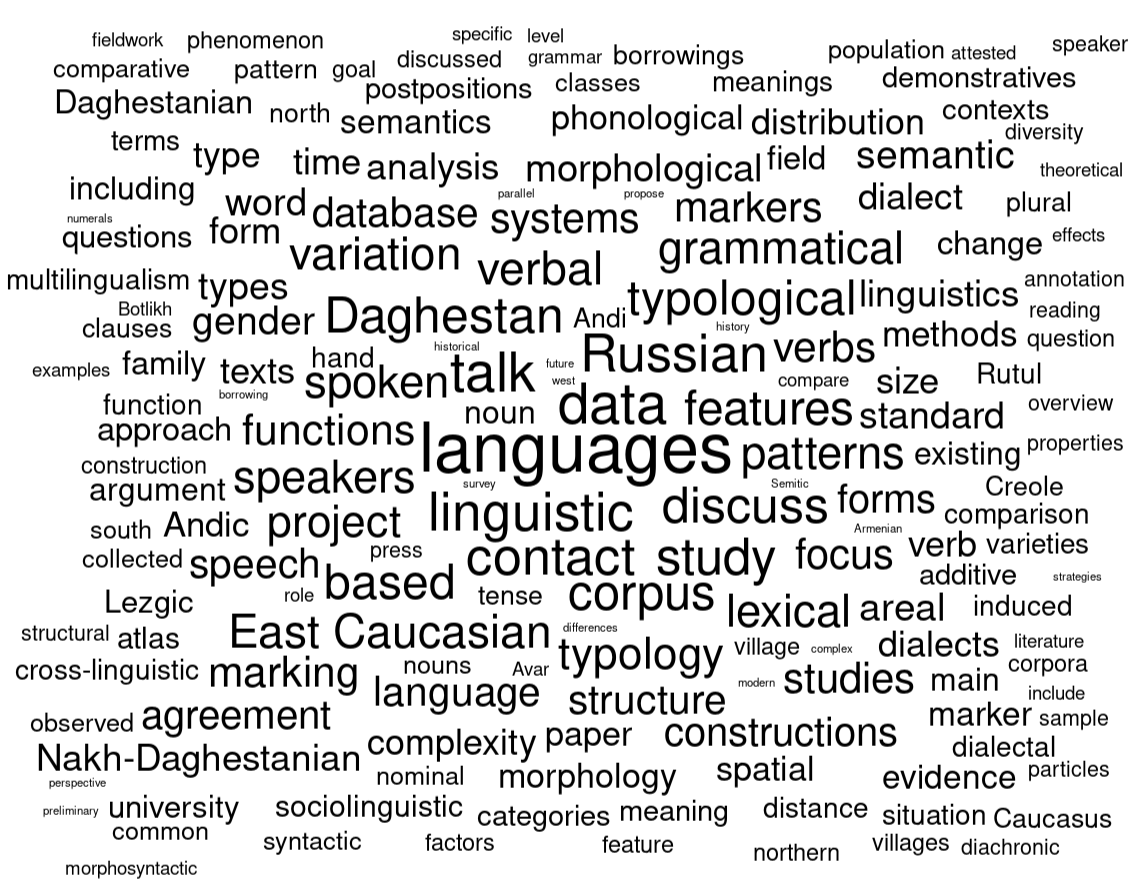 fieldwork phenomenon specific level
comparative pattern goal discussed grammar borrowings population attested speaker
Daghestanian north postpositions classes meanings demonstratives
terms semantics phonological distribution contexts diversity
type time analysis morphological field semantic theoretical
including word database parallel systems propose markers dialect plural
numerals
questions form variation verbal grammatical change effects
multilingualism types typological linguistics annotation
Botlikh
clauses gender Daghestan Andi history methods reading
examples family texts hand historical talk future Russian verbs question
spoken west compare size Rutul
borrowing
function noun data features standard overview
approach functions languages patterns existing properties
construction speakers survey Semitic Creole
argument linguistic discuss forms comparison
south Andic project Armenian
collected speech press contact study focus verb varieties
based additive strategies
Lezgic role tense corpus lexical areal induced
structural atlas East Caucasian differences village complex dialects literature
cross-linguistic marking nouns Avar typology modern studies main corpora
language structure include
observed agreement marker sample
Nakh-Daghestanian complexity paper constructions dialectal
perspective nominal morphology spatial evidence particles
preliminary university sociolinguistic categories meaning distance situation Caucasus
common syntactic factors feature northern villages diachronic
morphosyntactic